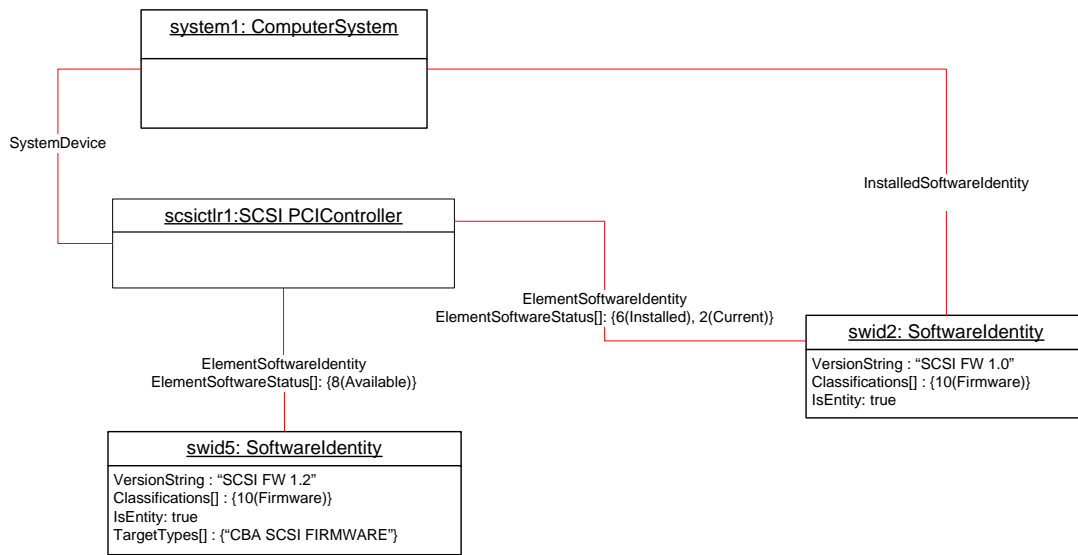 system1: ComputerSystem
SystemDevice
InstalledSoftwareIdentity
scsictlr1:SCSI PCIController
ElementSoftwareIdentity
ElementSoftwareStatus[]: {6(Installed), 2(Current)}
swid2: SoftwareIdentity
VersionString : “SCSI FW 1.0”
Classifications[] : {10(Firmware)}
IsEntity: true
ElementSoftwareIdentity
ElementSoftwareStatus[]: {8(Available)}
swid5: SoftwareIdentity
VersionString : “SCSI FW 1.2”
Classifications[] : {10(Firmware)}
IsEntity: true
TargetTypes[] : {“CBA SCSI FIRMWARE”}